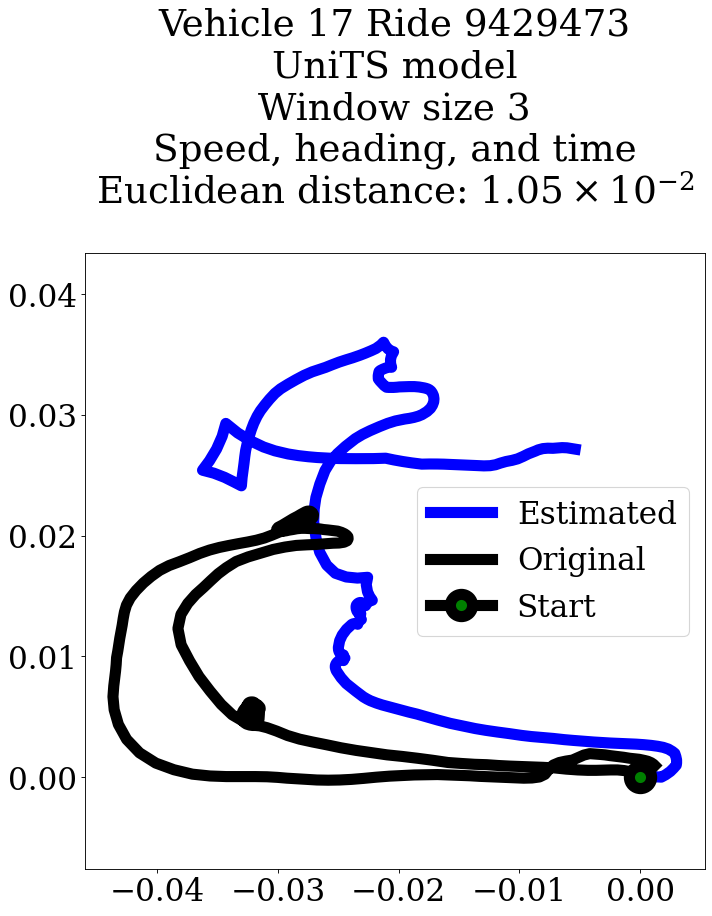 Vehicle 17 Ride 9429473
UniTS model
Window size 3
Speed, heading, and time
Euclidean distance: 1.05 × 10⁻²
0.04
0.03
0.02
0.01
0.00
Estimated
Original
Start
−0.04 −0.03 −0.02 −0.01 0.00